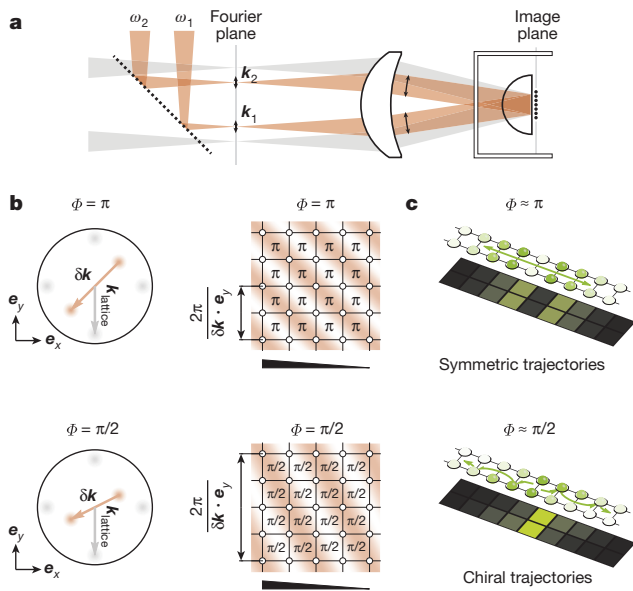 a
ω2 ω1
Fourier plane
Image plane
k2
k1
b
c
Φ = π
Φ = π
Φ ≈ π
δk
klattice
ey
ex
2π
δk · ey
π π π π
π π π π
π π π π
π π π π
Symmetric trajectories
Φ = π/2
Φ = π/2
Φ ≈ π/2
δk
klattice
ey
ex
2π
δk · ey
π/2 π/2 π/2 π/2
π/2 π/2 π/2 π/2
π/2 π/2 π/2 π/2
π/2 π/2 π/2 π/2
Chiral trajectories